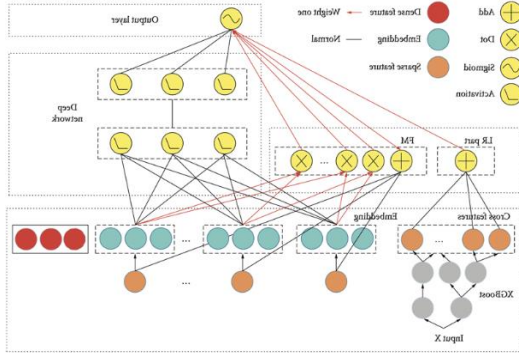 Output layer
Weight one
Dense feature
Add
Normal
Embedding
Dot
Sparse feature
Sigmoid
Activation
Deep
network
FM
LR part
...
Embedding
Cross features
...
...
...
...
XGBoost
Input X